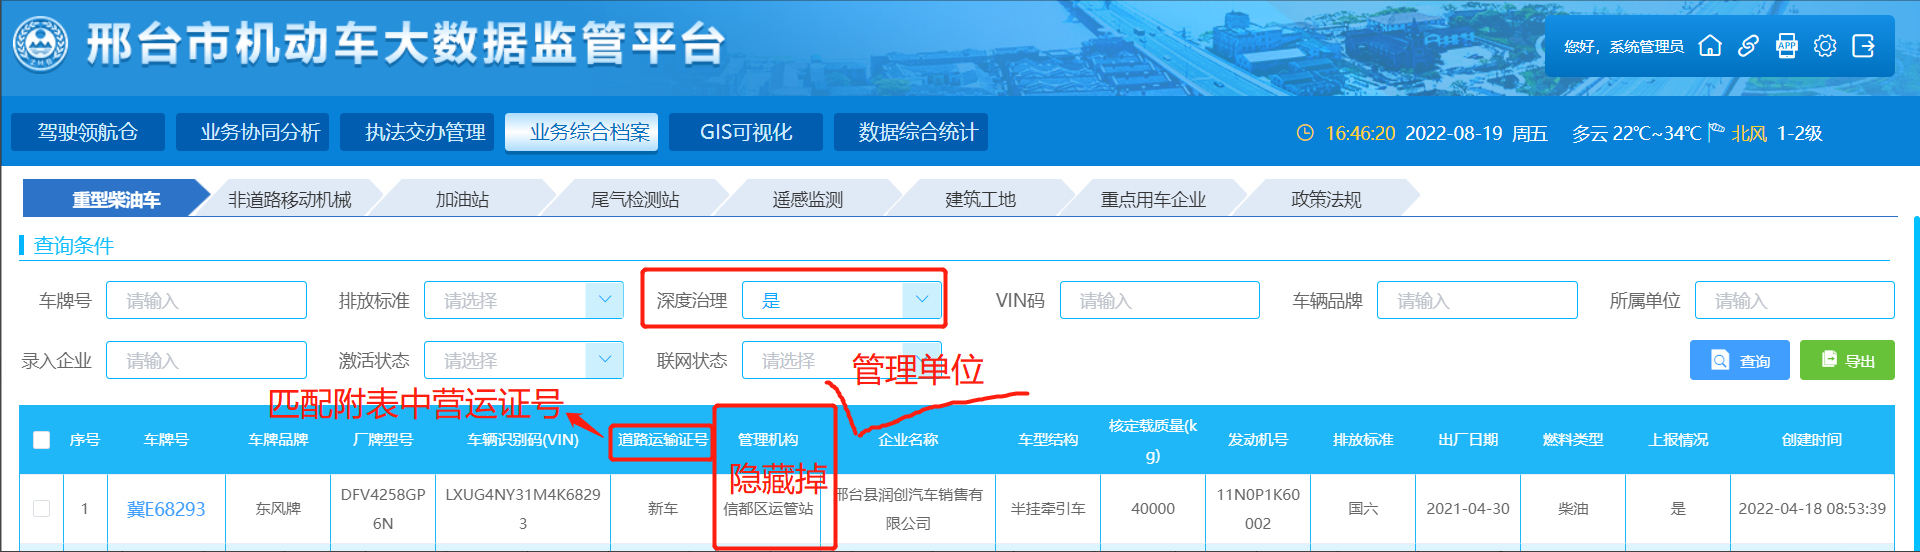 邢台市机动车大数据监管平台
您好，系统管理员
APP
驾驶领航仓 业务协同分析 执法交办管理 业务综合档案 GIS可视化 数据综合统计
16:46:20 2022-08-19 周五 多云 22℃~34℃ 北风 1-2级
重型柴油车 非道路移动机械 加油站 尾气检测站 遥感监测 建筑工地 重点用车企业 政策法规
查询条件
车牌号 请输入 排放标准 请选择 深度治理 是 VIN码 请输入 车辆品牌 请输入 所属单位 请输入
录入企业 请输入 激活状态 请选择 联网状态 请选择 查询 导出
管理单位
匹配附表中营运证号
序号 车牌号 车牌品牌 厂牌型号 车辆识别码(VIN) 道路运输证号 管理机构 企业名称 车型结构 核定载质量(k
g) 发动机号 排放标准 出厂日期 燃料类型 上报情况 创建时间
隐藏掉
1 冀E68293 东风牌 DFV4258GP
6N LXUG4NY31M4K6829
3 新车 信都区运管站 邢台县润创汽车销售有
限公司 半挂牵引车 40000 11N0P1K60
002 国六 2021-04-30 柴油 是 2022-04-18 08:53:39